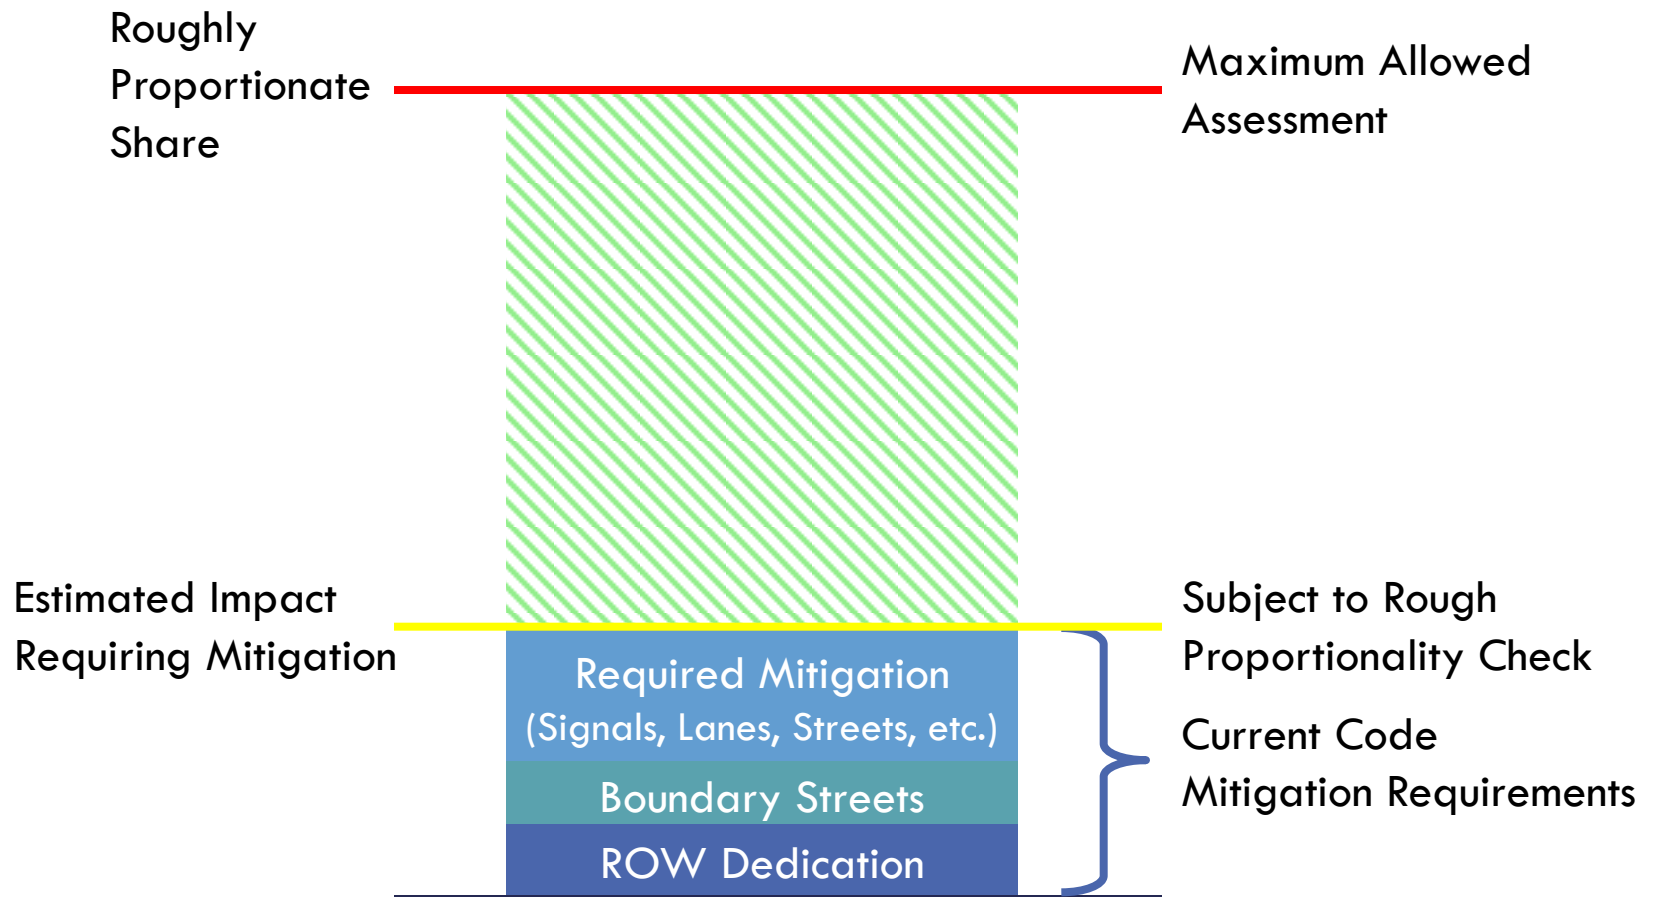 Roughly
Proportionate
Share
Maximum Allowed
Assessment
Estimated Impact
Requiring Mitigation
Subject to Rough
Proportionality Check
Required Mitigation
(Signals, Lanes, Streets, etc.)
Boundary Streets
ROW Dedication
Current Code
Mitigation Requirements